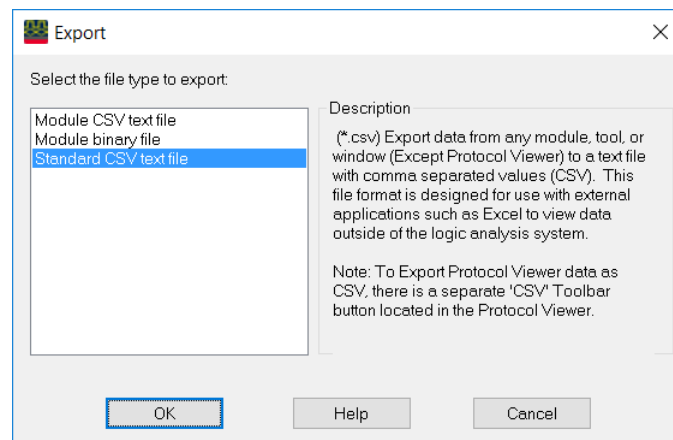 Export
Select the file type to export:
Module CSV text file
Module binary file
Standard CSV text file
Description
(*.csv) Export data from any module, tool, or
window (Except Protocol Viewer) to a text file
with comma separated values (CSV). This
file format is designed for use with external
applications such as Excel to view data
outside of the logic analysis system.
Note: To Export Protocol Viewer data as
CSV, there is a separate 'CSV' Toolbar
button located in the Protocol Viewer.
OK
Help
Cancel